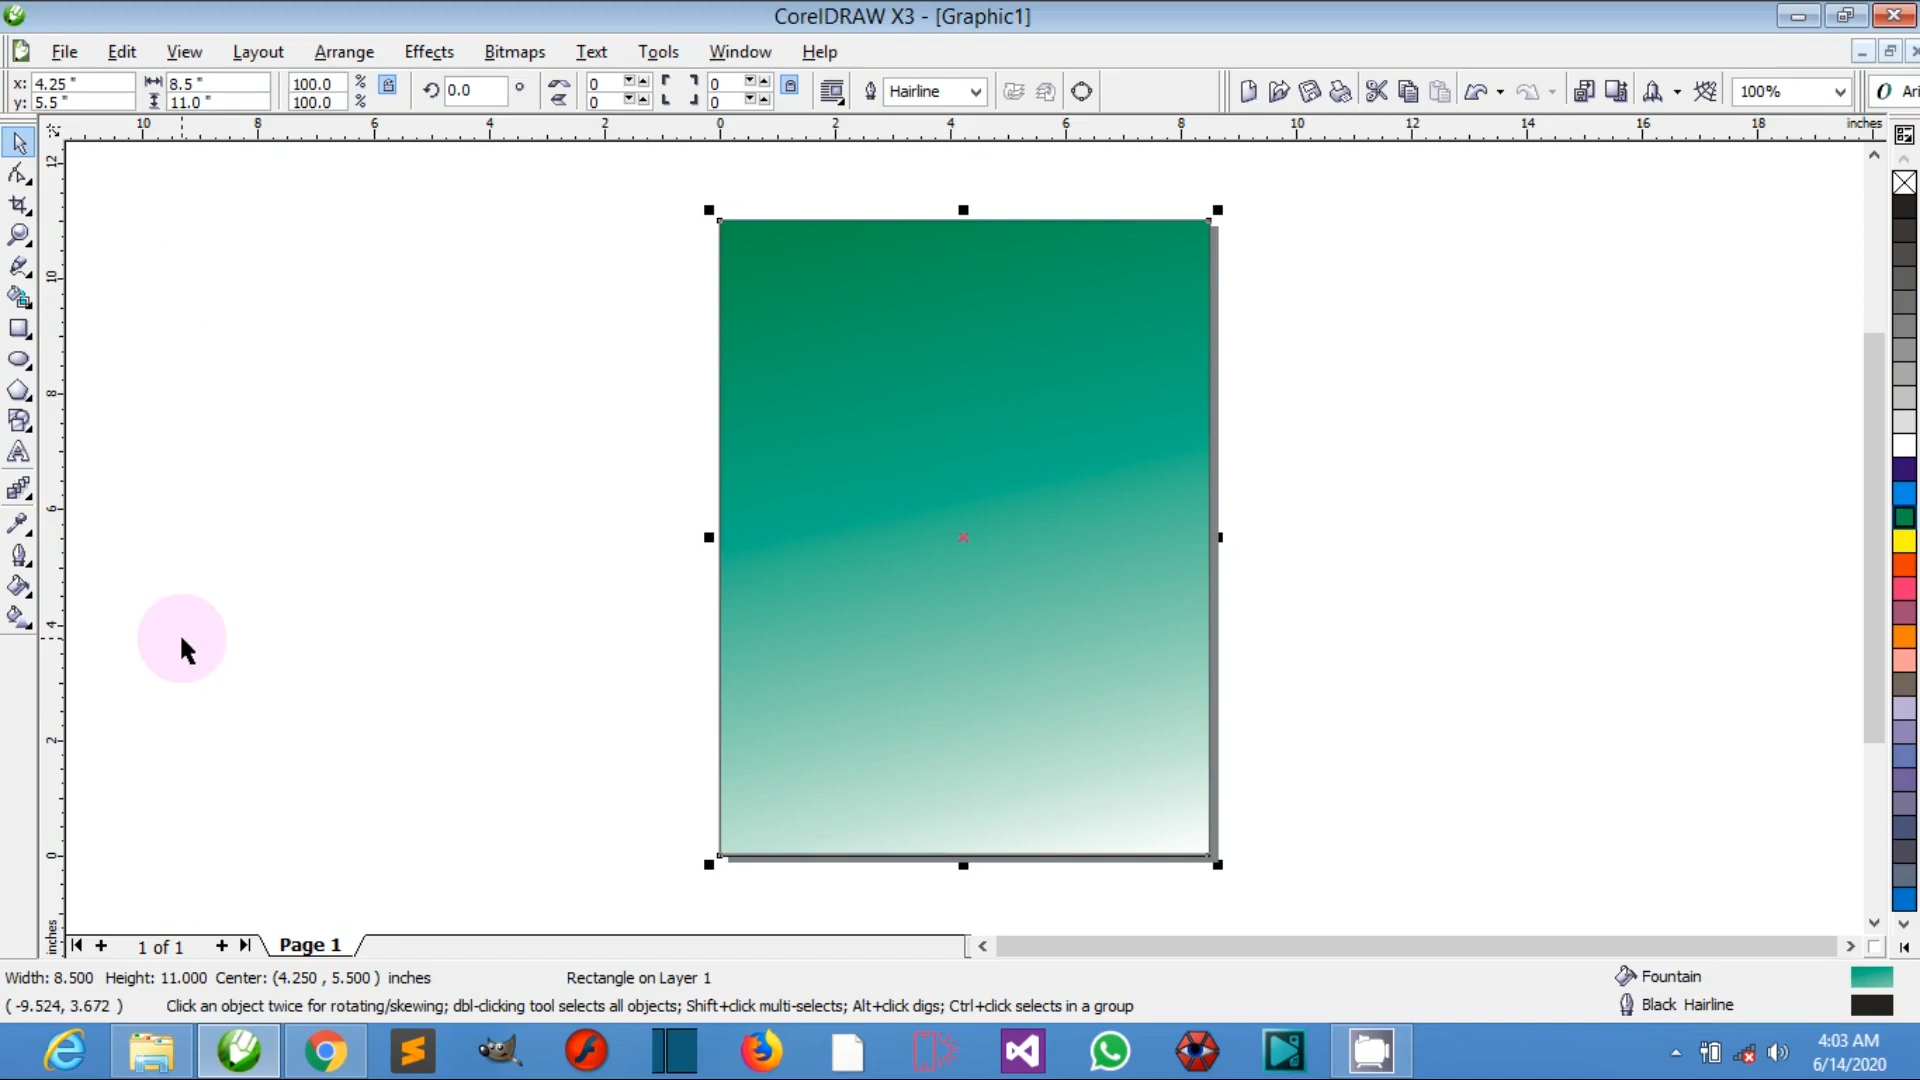 CorelDRAW X3 - [Graphic1]
File Edit View Layout Arrange Effects Bitmaps Text Tools Window Help
x: 4.25 " 8.5 " 100.0 % 0.0 ° 0 0 Hairline 100% Ari
y: 5.5 " 11.0 " 100.0 % 0 0
10 8 6 4 2 0 2 4 6 8 10 12 14 16 18 inches
12
10
8
6
4
2
0
inches
1 of 1 Page 1
Width: 8.500 Height: 11.000 Center: (4.250 , 5.500 ) inches Rectangle on Layer 1 Fountain
( -9.524, 3.672 ) Click an object twice for rotating/skewing; dbl-clicking tool selects all objects; Shift+click multi-selects; Alt+click digs; Ctrl+click selects in a group Black Hairline
4:03 AM
6/14/2020